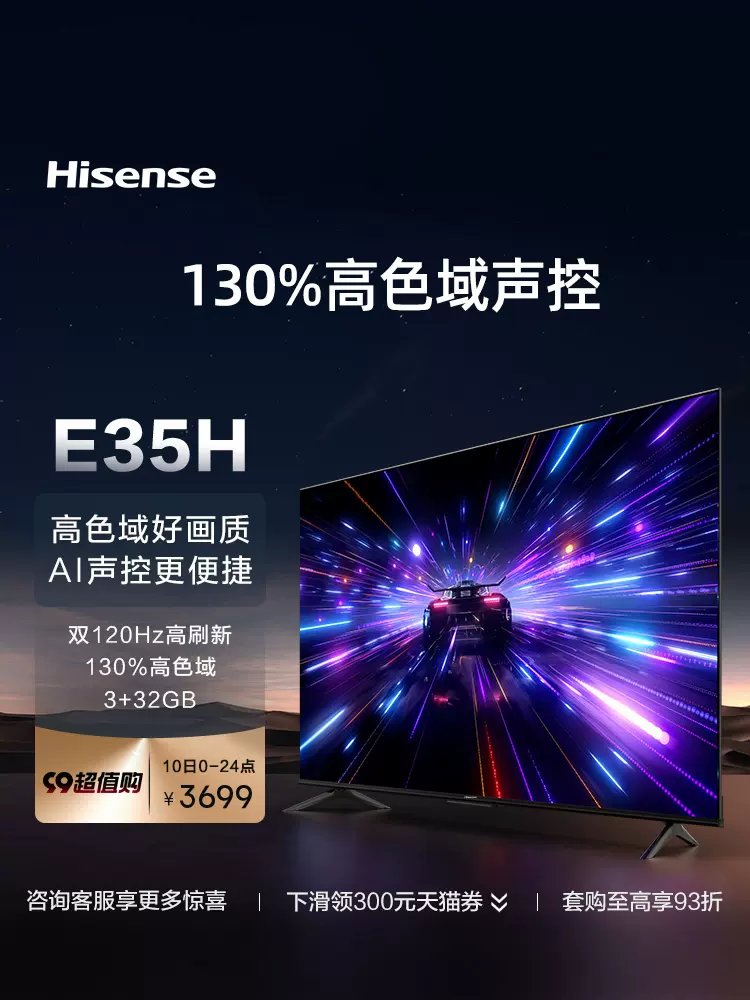 Hisense
130%高色域声控
E35H
高色域好画质
AI声控更便捷
双120Hz高刷新
130%高色域
3+32GB
99超值购
10日0-24点
¥3699
咨询客服享更多惊喜
下滑领300元天猫券
套购至高享93折